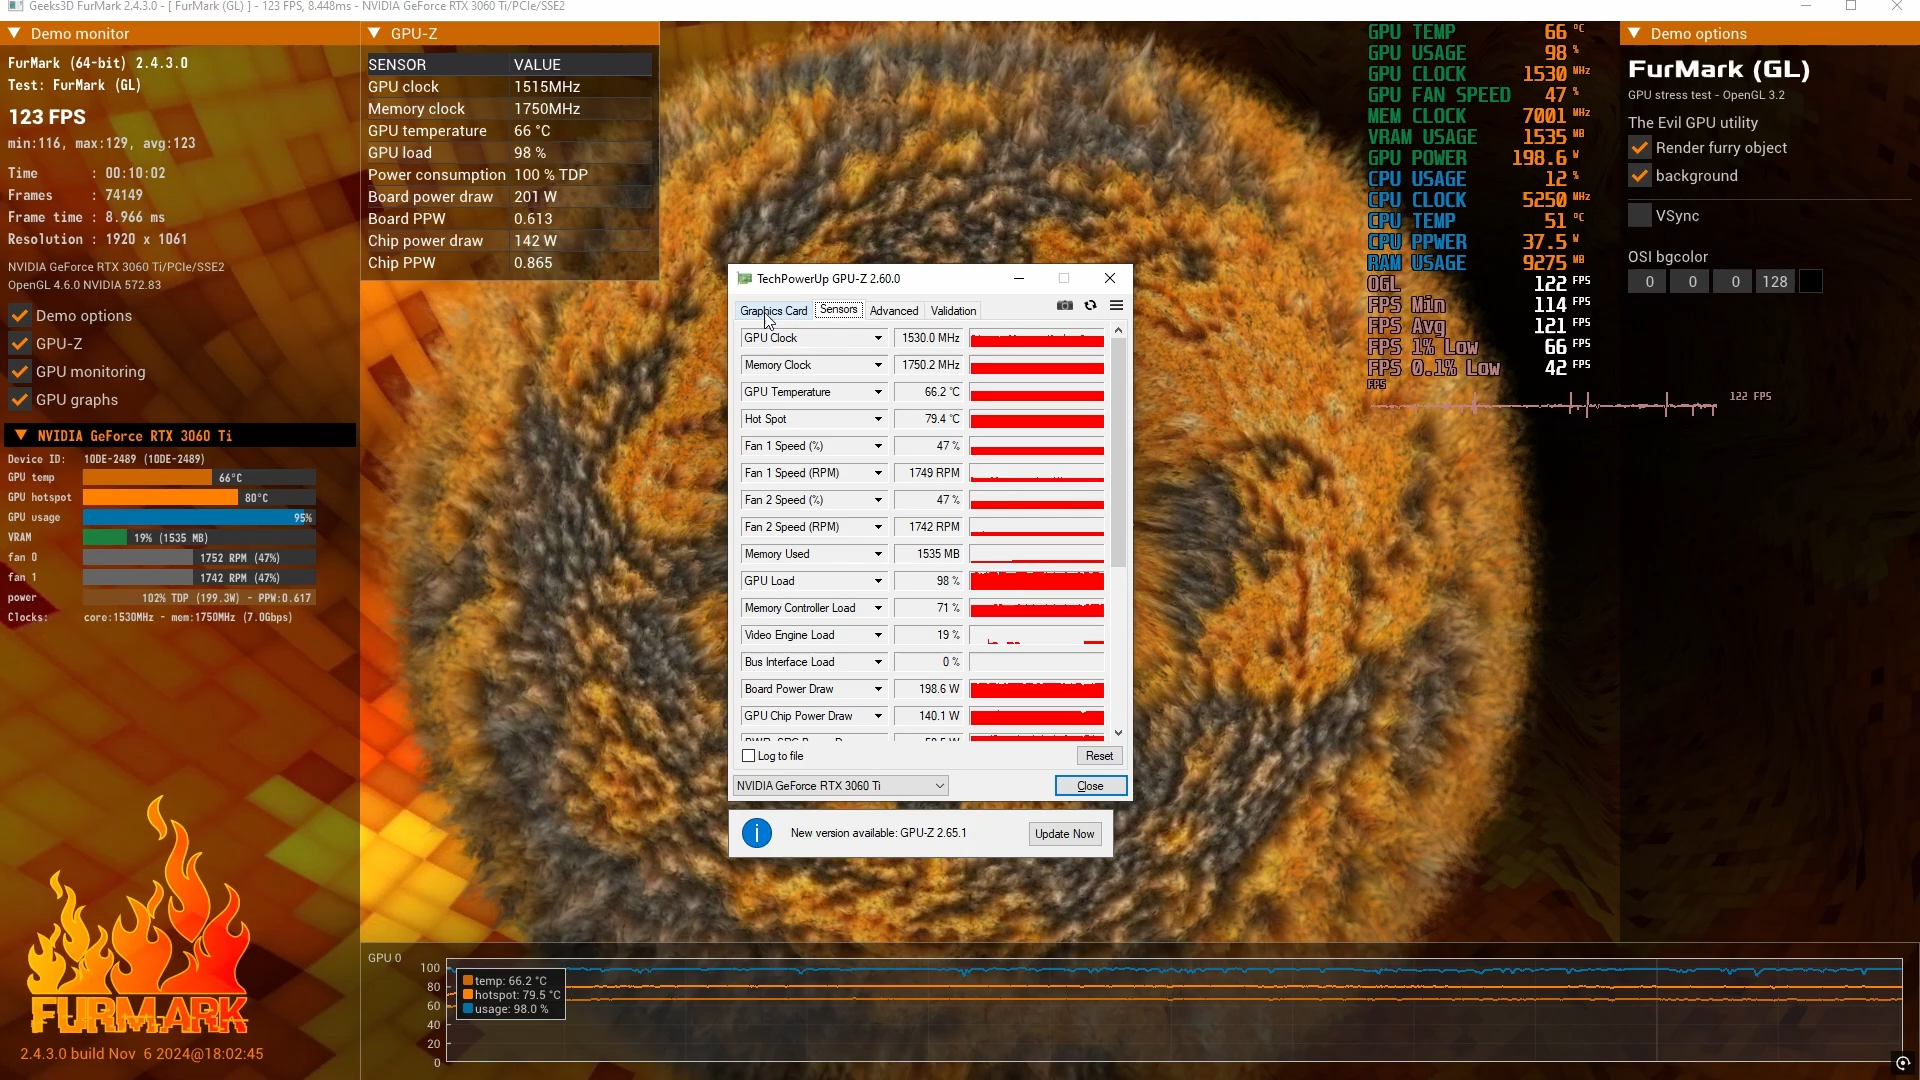 Geeks3D FurMark 2.4.3.0 - [ FurMark (GL) ] - 123 FPS, 8.448ms - NVIDIA GeForce RTX 3060 Ti/PCIe/SSE2
Demo monitor
FurMark (64-bit) 2.4.3.0
Test: FurMark (GL)
123 FPS
min:116, max:129, avg:123
Time : 00:10:02
Frames : 74149
Frame time : 8.966 ms
Resolution : 1920 x 1061
NVIDIA GeForce RTX 3060 Ti/PCIe/SSE2
OpenGL 4.6.0 NVIDIA 572.83
Demo options
GPU-Z
GPU monitoring
GPU graphs
NVIDIA GeForce RTX 3060 Ti
Device ID: 10DE-2489 (10DE-2489)
GPU temp 66°C
GPU hotspot 80°C
GPU usage 95%
VRAM 19% (1535 MB)
fan 0 1752 RPM (47%)
fan 1 1742 RPM (47%)
power 102% TDP (199.3W) - PPW:0.617
Clocks: core:1530MHz - mem:1750MHz (7.0Gbps)
FURMARK
2.4.3.0 build Nov 6 2024@18:02:45
GPU-Z
SENSOR VALUE
GPU clock 1515MHz
Memory clock 1750MHz
GPU temperature 66 °C
GPU load 98 %
Power consumption 100 % TDP
Board power draw 201 W
Board PPW 0.613
Chip power draw 142 W
Chip PPW 0.865
TechPowerUp GPU-Z 2.60.0
Graphics Card Sensors Advanced Validation
GPU Clock 1530.0 MHz
Memory Clock 1750.2 MHz
GPU Temperature 66.2 °C
Hot Spot 79.4 °C
Fan 1 Speed (%) 47 %
Fan 1 Speed (RPM) 1749 RPM
Fan 2 Speed (%) 47 %
Fan 2 Speed (RPM) 1742 RPM
Memory Used 1535 MB
GPU Load 98 %
Memory Controller Load 71 %
Video Engine Load 19 %
Bus Interface Load 0 %
Board Power Draw 198.6 W
GPU Chip Power Draw 140.1 W
Log to file Reset
NVIDIA GeForce RTX 3060 Ti Close
i New version available: GPU-Z 2.65.1 Update Now
GPU TEMP 66 °C
GPU USAGE 98 %
GPU CLOCK 1530 MHz
GPU FAN SPEED 47 %
MEM CLOCK 7001 MHz
VRAM USAGE 1535 MB
GPU POWER 198.6 W
CPU USAGE 12 %
CPU CLOCK 5250 MHz
CPU TEMP 51 °C
CPU PPWER 37.5 W
RAM USAGE 9275 MB
OGL 122 FPS
FPS Min 114 FPS
FPS Avg 121 FPS
FPS 1% Low 66 FPS
FPS 0.1% Low 42 FPS
FPS
122 FPS
Demo options
FurMark (GL)
GPU stress test - OpenGL 3.2
The Evil GPU utility
Render furry object
background
VSync
OSI bgcolor
0 0 0 128
GPU 0
100
80
60
40
20
0
temp: 66.2 °C
hotspot: 79.5 °C
usage: 98.0 %